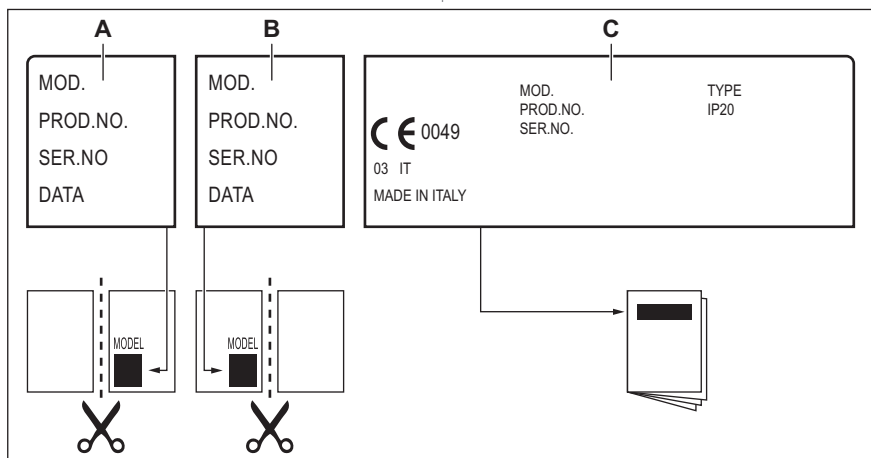 A
B
C
MOD.
PROD.NO.
SER.NO
DATA
MOD.
PROD.NO.
SER.NO
DATA
MOD.
PROD.NO.
SER.NO.
TYPE
IP20
CE 0049
03 IT
MADE IN ITALY
MODEL
MODEL